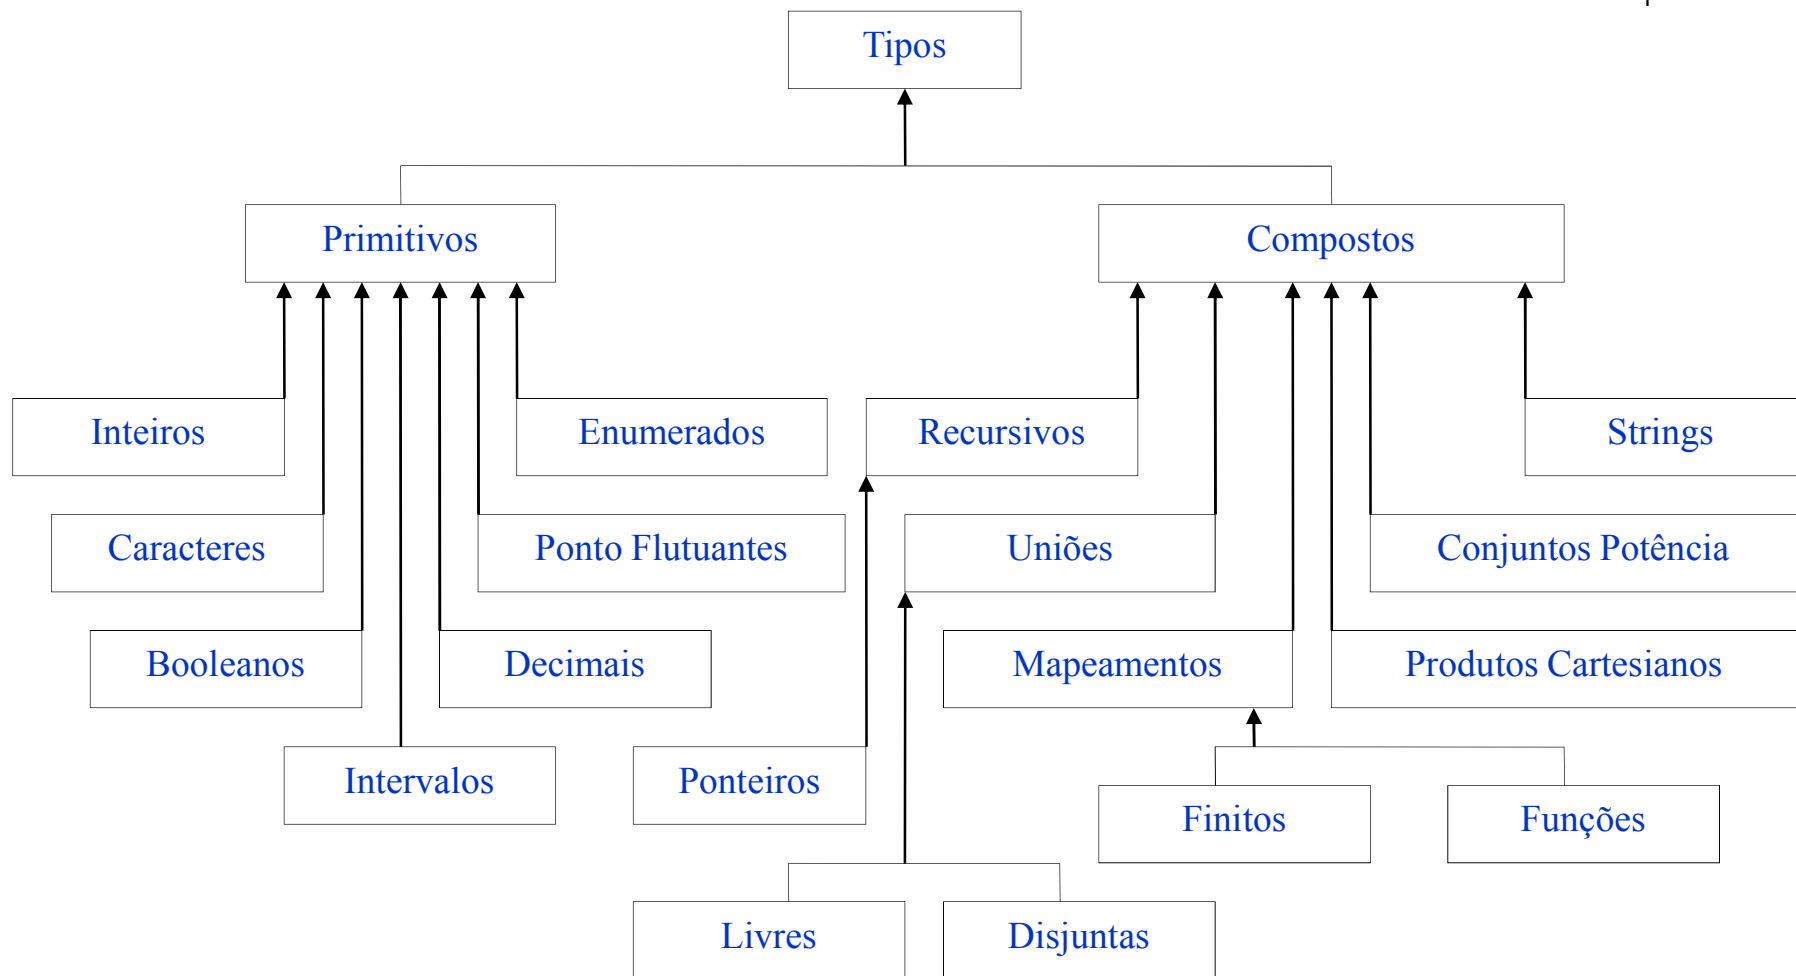 Tipos
Primitivos
Compostos
Inteiros
Enumerados
Recursivos
Strings
Caracteres
Ponto Flutuantes
Uniões
Conjuntos Potência
Booleanos
Decimais
Mapeamentos
Produtos Cartesianos
Intervalos
Ponteiros
Finitos
Funções
Livres
Disjuntas